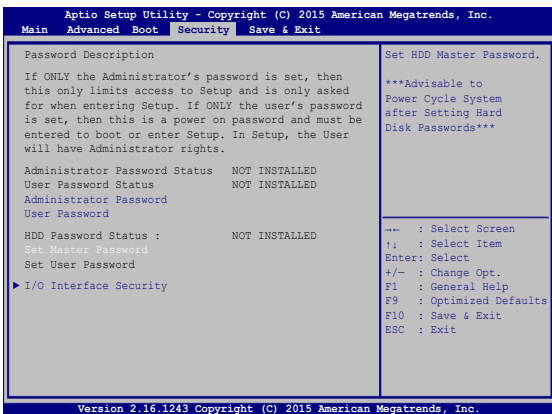 Aptio Setup Utility - Copyright (C) 2015 American Megatrends, Inc.
Main Advanced Boot Security Save & Exit
Password Description
If ONLY the Administrator's password is set, then
this only limits access to Setup and is only asked
for when entering Setup. If ONLY the user's password
is set, then this is a power on password and must be
entered to boot or enter Setup. In Setup, the User
will have Administrator rights.
Administrator Password Status NOT INSTALLED
User Password Status NOT INSTALLED
Administrator Password
User Password
HDD Password Status : NOT INSTALLED
Set Master Password
Set User Password
▶ I/O Interface Security
Set HDD Master Password.
***Advisable to
Power Cycle System
after Setting Hard
Disk Passwords***
→← : Select Screen
↑↓ : Select Item
Enter: Select
+/— : Change Opt.
F1 : General Help
F9 : Optimized Defaults
F10 : Save & Exit
ESC : Exit
Version 2.16.1243 Copyright (C) 2015 American Megatrends, Inc.